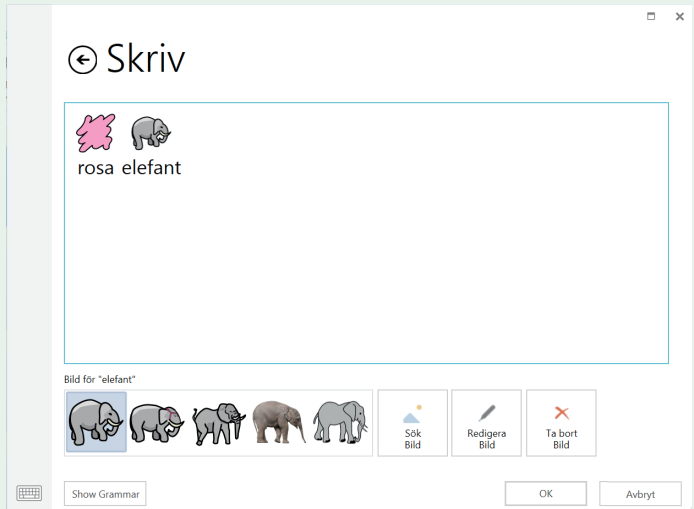 Skriv
rosa elefant
Bild för "elefant"
Sök
Bild
Redigera
Bild
Ta bort
Bild
Show Grammar
OK
Avbryt